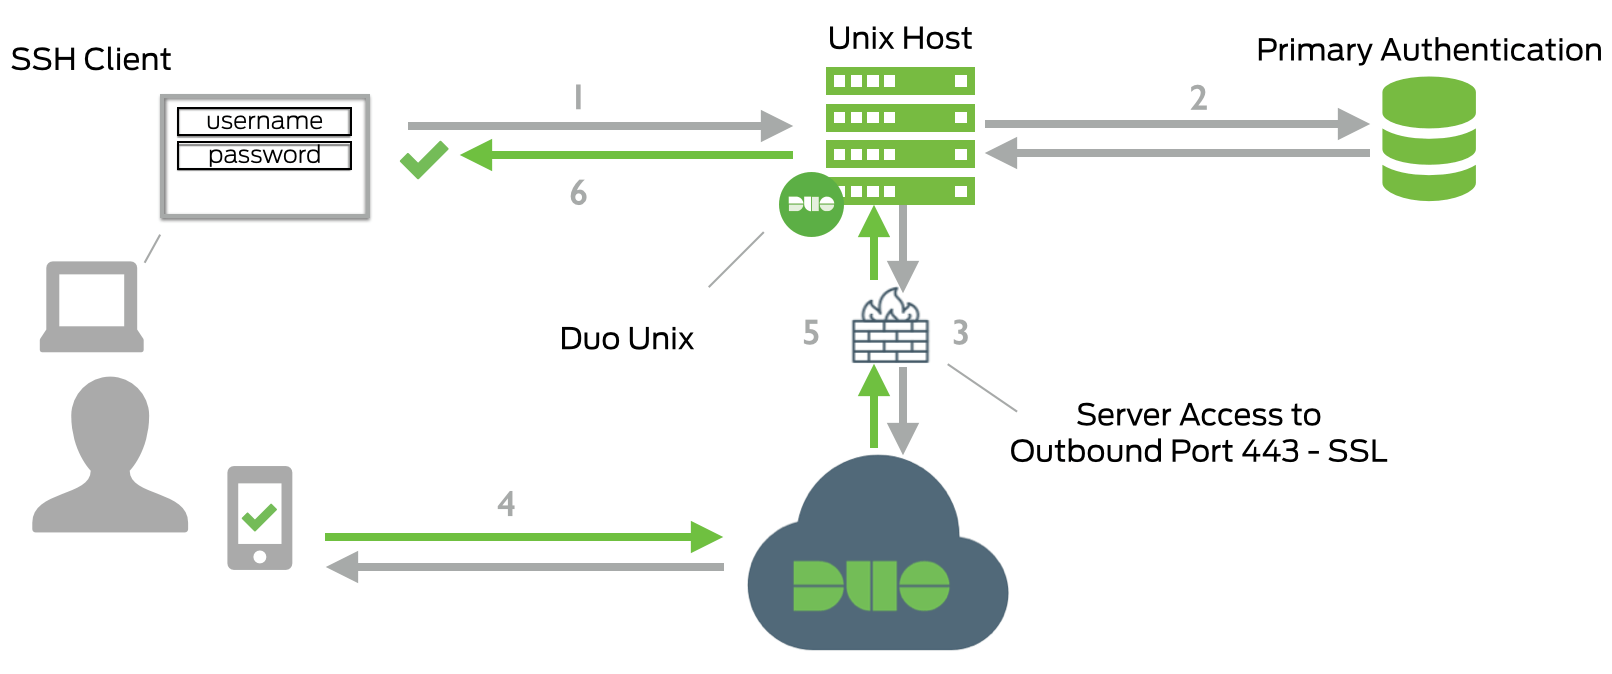 SSH Client
Unix Host
Primary Authentication
username
password
1
2
6
DUO
Duo Unix
5
3
Server Access to
Outbound Port 443 - SSL
4
DUO